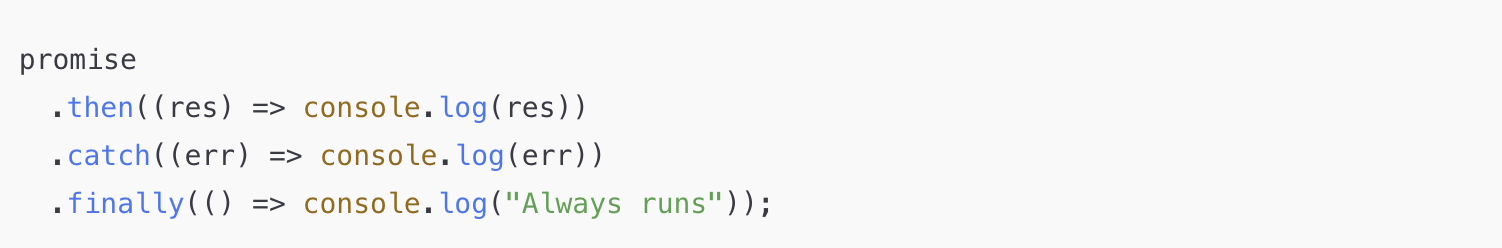 promise
  .then((res) => console.log(res))
  .catch((err) => console.log(err))
  .finally(() => console.log("Always runs"));